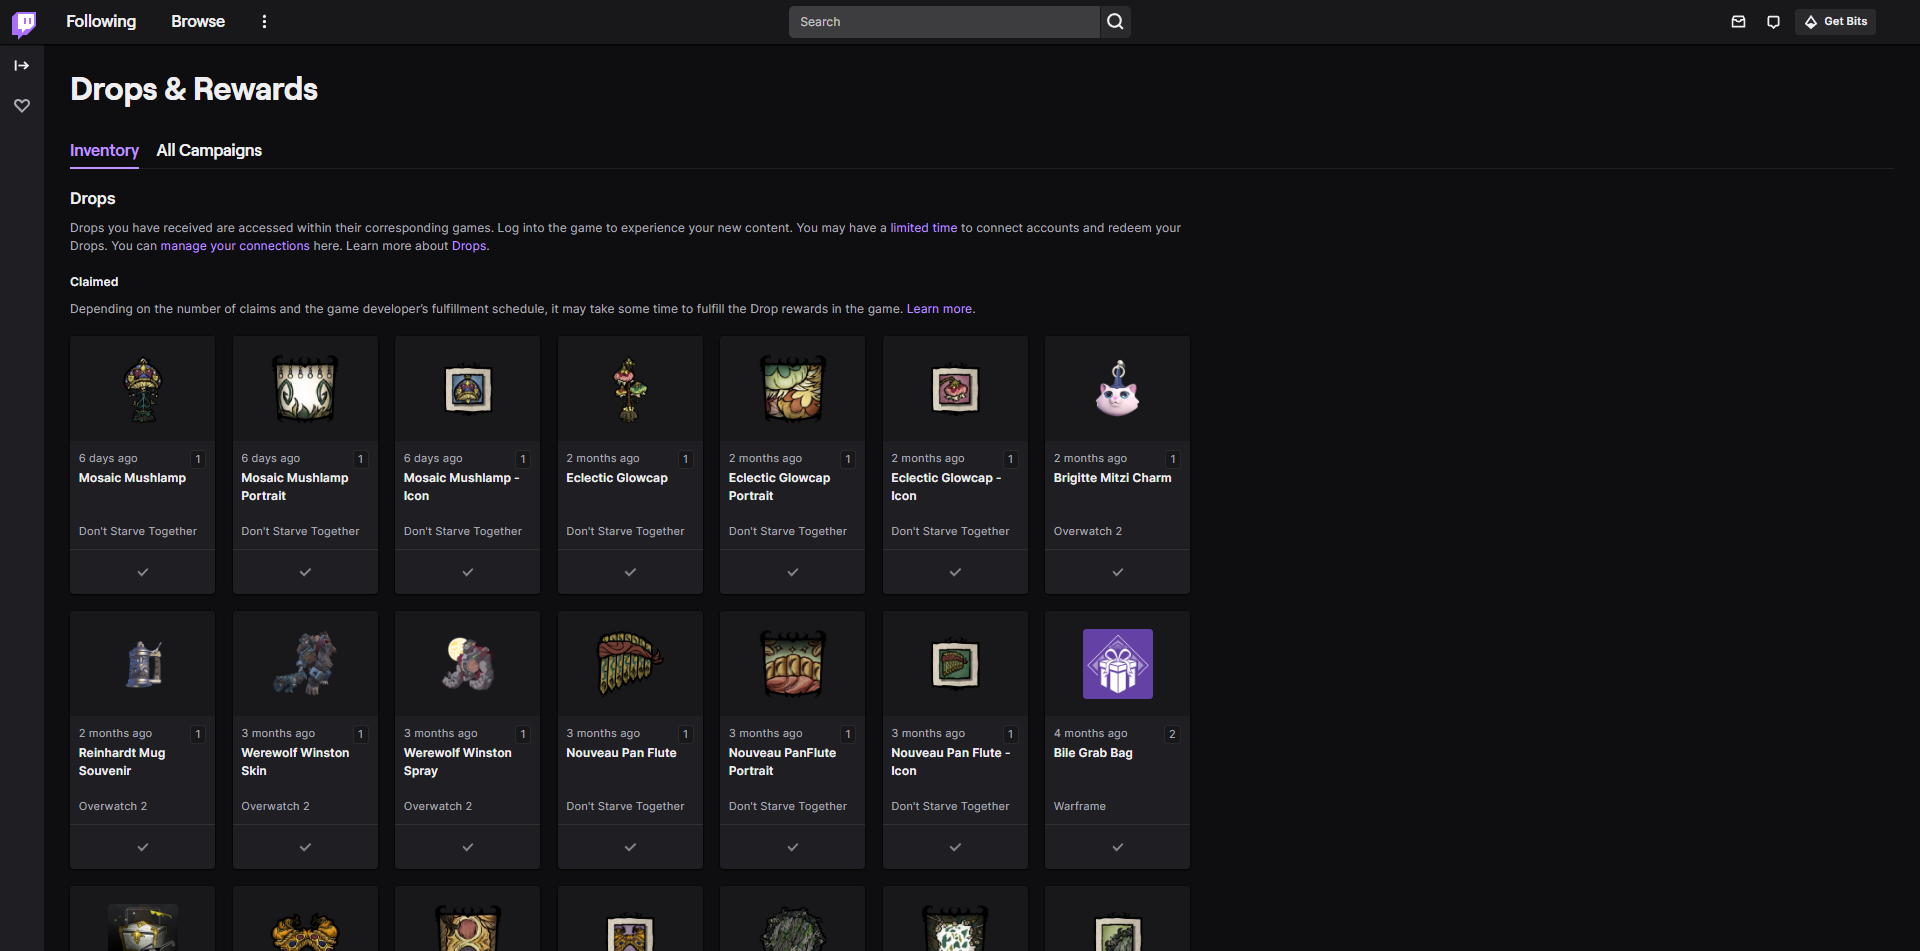 Following
Browse
Search
Get Bits
Drops & Rewards
Inventory
All Campaigns
Drops
Drops you have received are accessed within their corresponding games. Log into the game to experience your new content. You may have a limited time to connect accounts and redeem your
Drops. You can manage your connections here. Learn more about Drops.
Claimed
Depending on the number of claims and the game developer's fulfillment schedule, it may take some time to fulfill the Drop rewards in the game. Learn more.
6 days ago
1
Mosaic Mushlamp
Don't Starve Together
6 days ago
1
Mosaic Mushlamp
Portrait
Don't Starve Together
6 days ago
1
Mosaic Mushlamp -
Icon
Don't Starve Together
2 months ago
1
Eclectic Glowcap
Don't Starve Together
2 months ago
1
Eclectic Glowcap
Portrait
Don't Starve Together
2 months ago
1
Eclectic Glowcap -
Icon
Don't Starve Together
2 months ago
1
Brigitte Mitzi Charm
Overwatch 2
2 months ago
1
Reinhardt Mug
Souvenir
Overwatch 2
3 months ago
1
Werewolf Winston
Skin
Overwatch 2
3 months ago
1
Werewolf Winston
Spray
Overwatch 2
3 months ago
1
Nouveau Pan Flute
Don't Starve Together
3 months ago
1
Nouveau PanFlute
Portrait
Don't Starve Together
3 months ago
1
Nouveau Pan Flute -
Icon
Don't Starve Together
4 months ago
2
Bile Grab Bag
Warframe